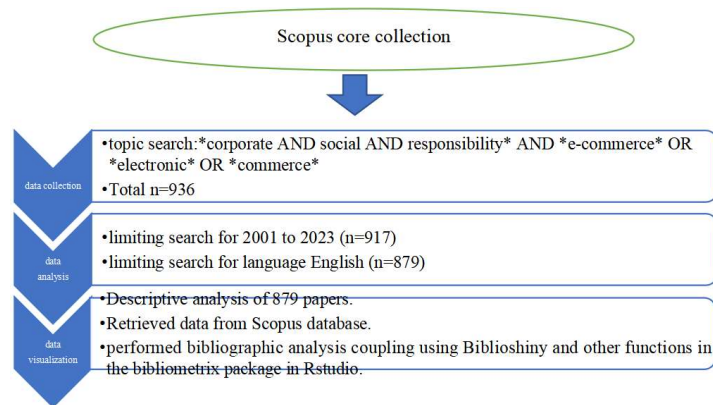 Scopus core collection
data collection
•topic search:*corporate AND social AND responsibility* AND *e-commerce* OR
*electronic* OR *commerce*
•Total n=936
data
analysis
•limiting search for 2001 to 2023 (n=917)
•limiting search for language English (n=879)
data
visualization
•Descriptive analysis of 879 papers.
•Retrieved data from Scopus database.
•performed bibliographic analysis coupling using Biblioshiny and other functions in
the bibliometrix package in Rstudio.